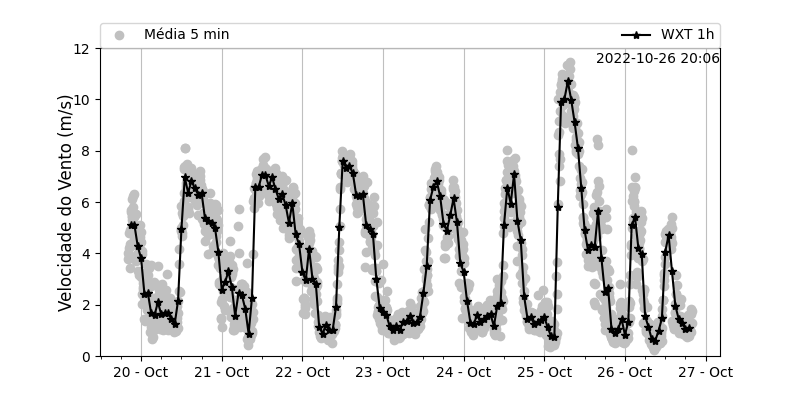 Média 5 min
WXT 1h
2022-10-26 20:06
Velocidade do Vento (m/s)
12
10
8
6
4
2
0
20 - Oct
21 - Oct
22 - Oct
23 - Oct
24 - Oct
25 - Oct
26 - Oct
27 - Oct